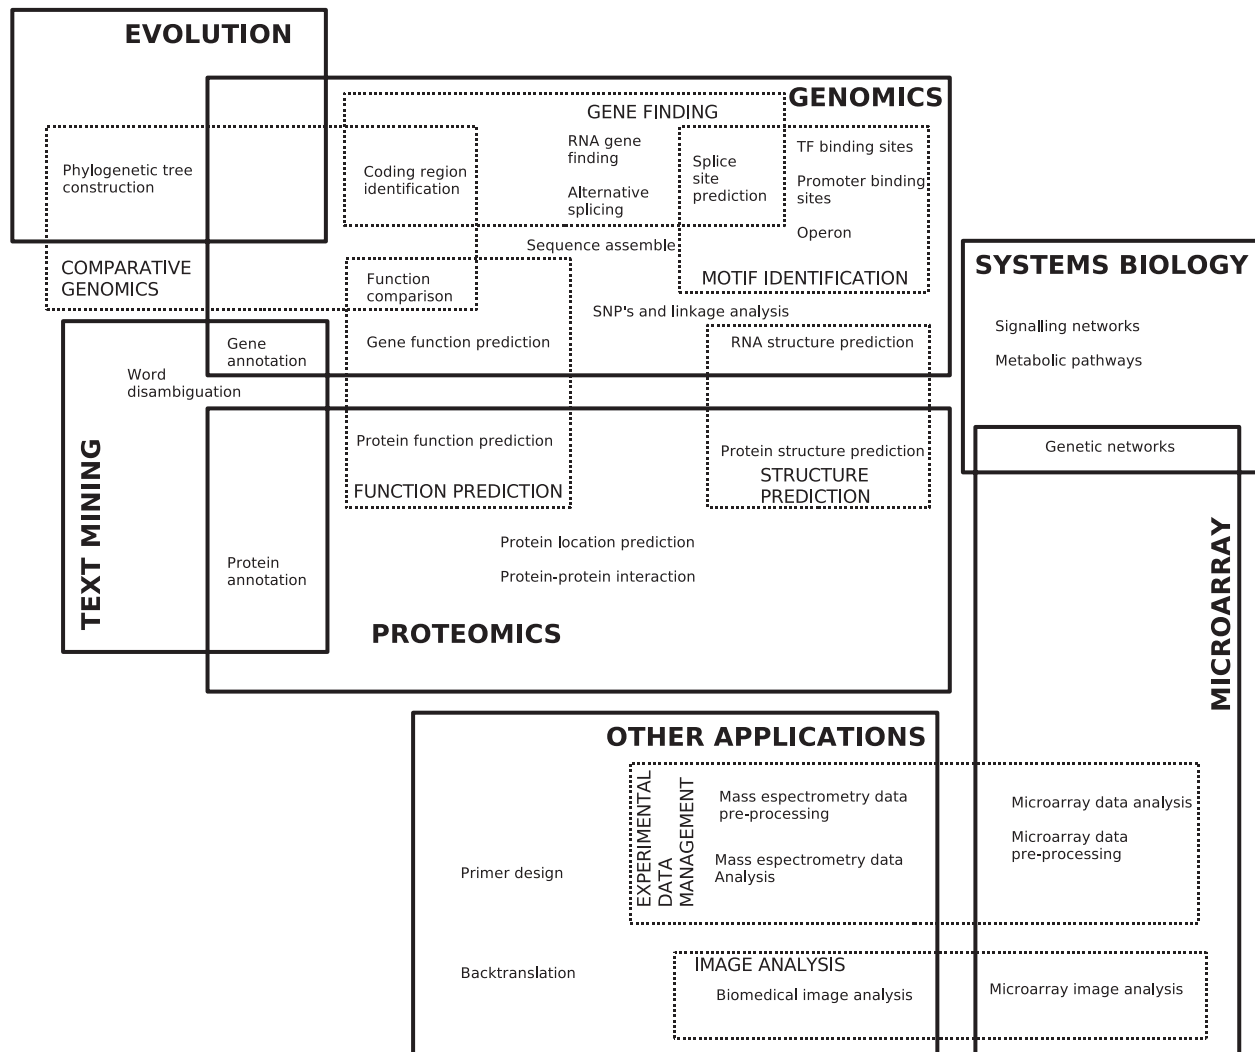 EVOLUTION
GENOMICS
GENE FINDING
RNA gene
finding
Alternative
splicing
Splice
site
prediction
TF binding sites
Promoter binding
sites
Operon
Phylogenetic tree
construction
Coding region
identification
Sequence assemble
COMPARATIVE
GENOMICS
Function
comparison
MOTIF IDENTIFICATION
SYSTEMS BIOLOGY
SNP's and linkage analysis
Signalling networks
Metabolic pathways
Gene
annotation
Gene function prediction
RNA structure prediction
Word
disambiguation
TEXT MINING
Protein function prediction
FUNCTION PREDICTION
Protein structure prediction
STRUCTURE
PREDICTION
Genetic networks
Protein location prediction
Protein-protein interaction
Protein
annotation
PROTEOMICS
MICROARRAY
OTHER APPLICATIONS
EXPERIMENTAL
DATA
MANAGEMENT
Mass espectrometry data
pre-processing
Mass espectrometry data
Analysis
Microarray data analysis
Microarray data
pre-processing
Primer design
Backtranslation
IMAGE ANALYSIS
Biomedical image analysis
Microarray image analysis